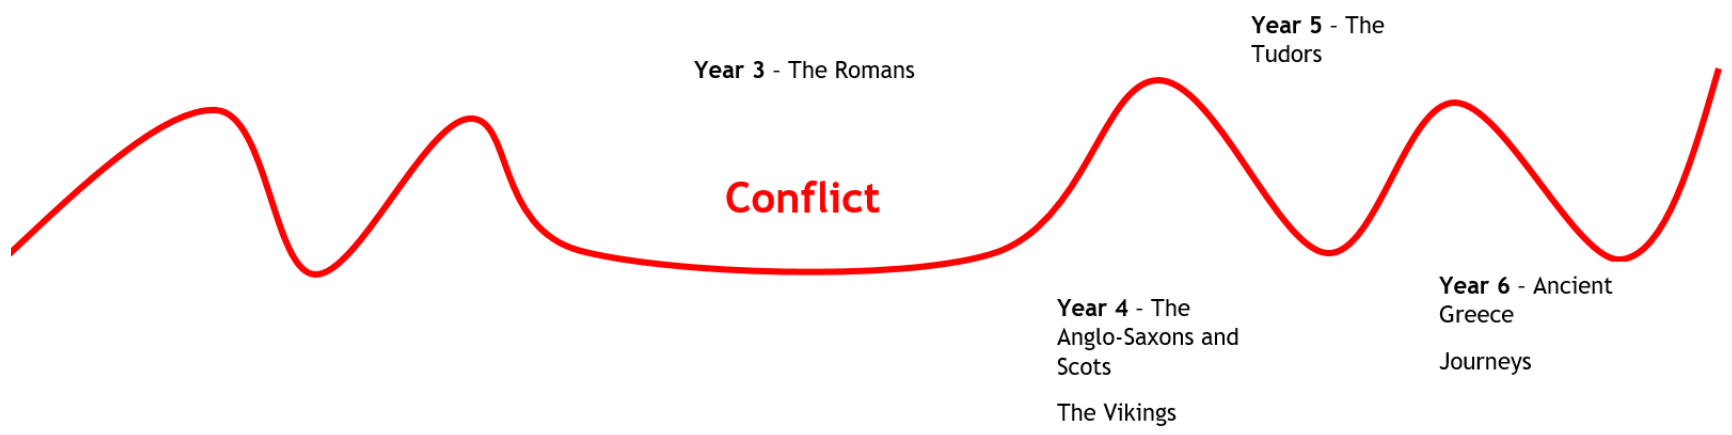 Year 3 – The Romans
Conflict
Year 4 – The
Anglo-Saxons and
Scots
The Vikings
Year 5 – The
Tudors
Year 6 – Ancient
Greece
Journeys